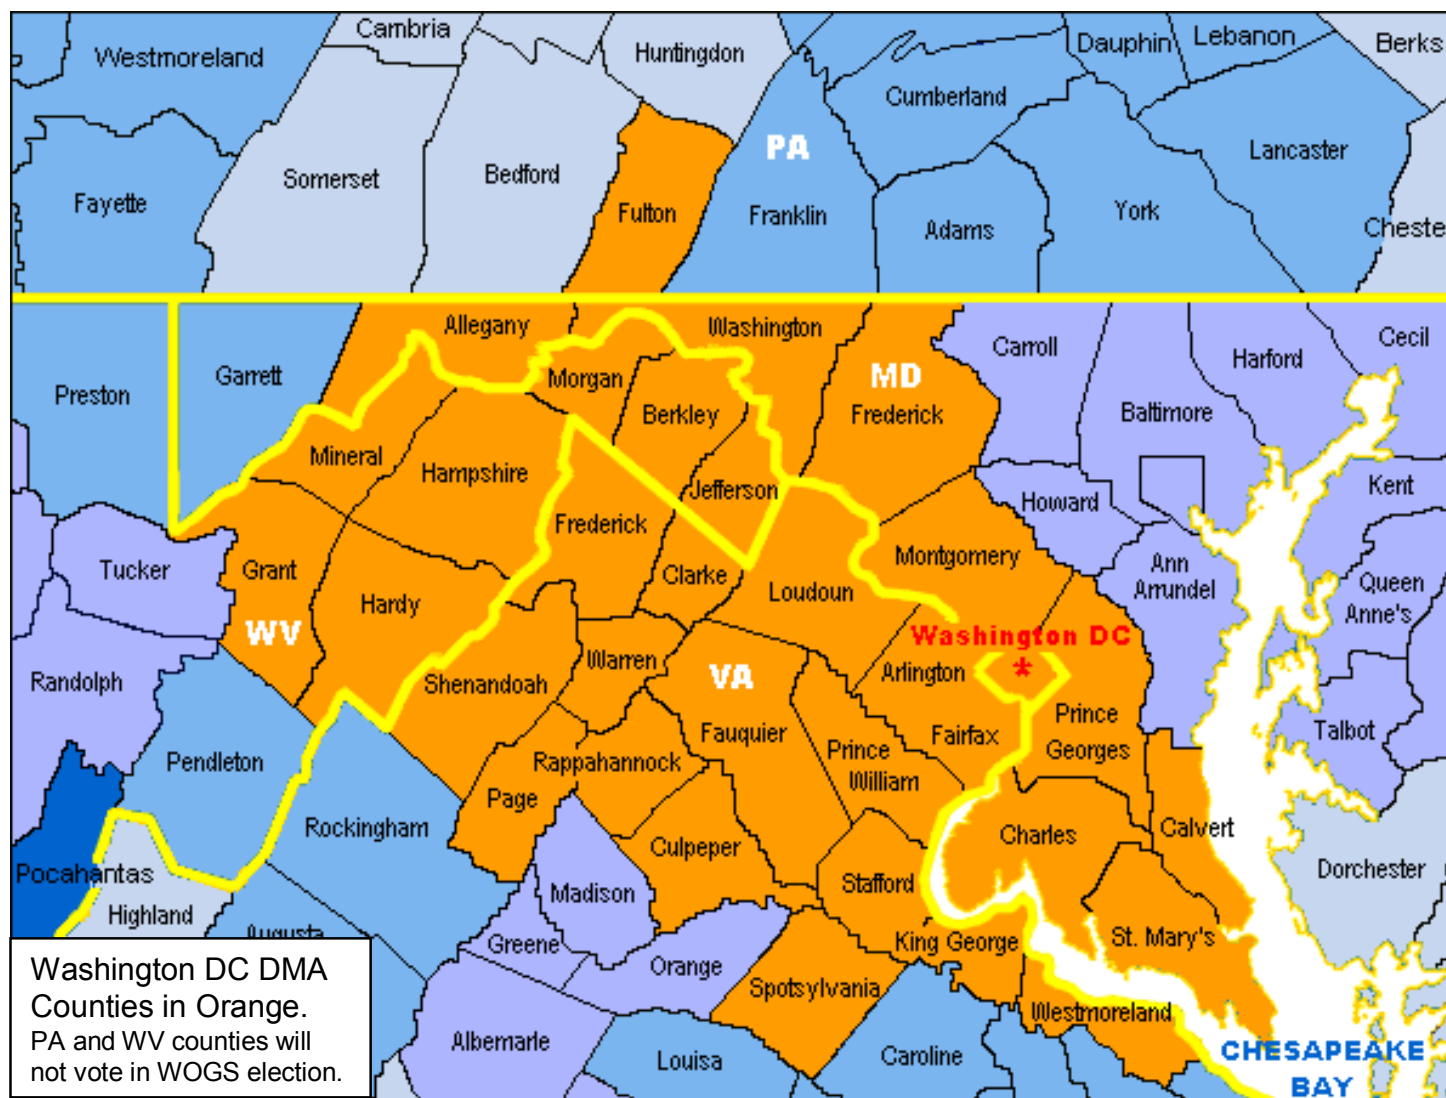 Cambria
Westmoreland
Huntingdon
Dauphin
Lebanon
Berks
Cumberland
PA
Lancaster
Somerset
Bedford
Fayette
Fulton
Franklin
Adams
York
Cheste
Allegany
Washington
Carroll
Harford
Cecil
Garrett
Preston
Morgan
MD
Berkley
Frederick
Baltimore
Mineral
Hampshire
Jefferson
Howard
Kent
Frederick
Montgomery
Tucker
Grant
Clarke
Loudoun
Ann
Arrundel
Queen
Anne's
Hardy
WV
Washington DC
*
Warren
VA
Arlington
Randolph
Shenandoah
Prince
Georges
Talbot
Fauquier
Fairfax
Pendleton
Rappahannock
Prince
William
Page
Rockingham
Culpeper
Charles
Calvert
Pocahantas
Stafford
Dorchester
Madison
Highland
Augusta
Greene
King George
St. Mary's
Orange
Spotsylvania
Westmoreland
Albemarle
Louisa
Caroline
CHESAPEAKE
BAY
Washington DC DMA
Counties in Orange.
PA and WV counties will
not vote in WOGS election.